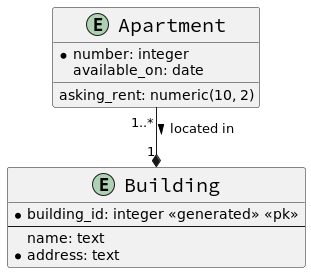 E Apartment
number: integer
available_on: date
asking_rent: numeric(10, 2)
1..*
located in
1
E Building
building_id: integer «generated» «pk»
name: text
address: text